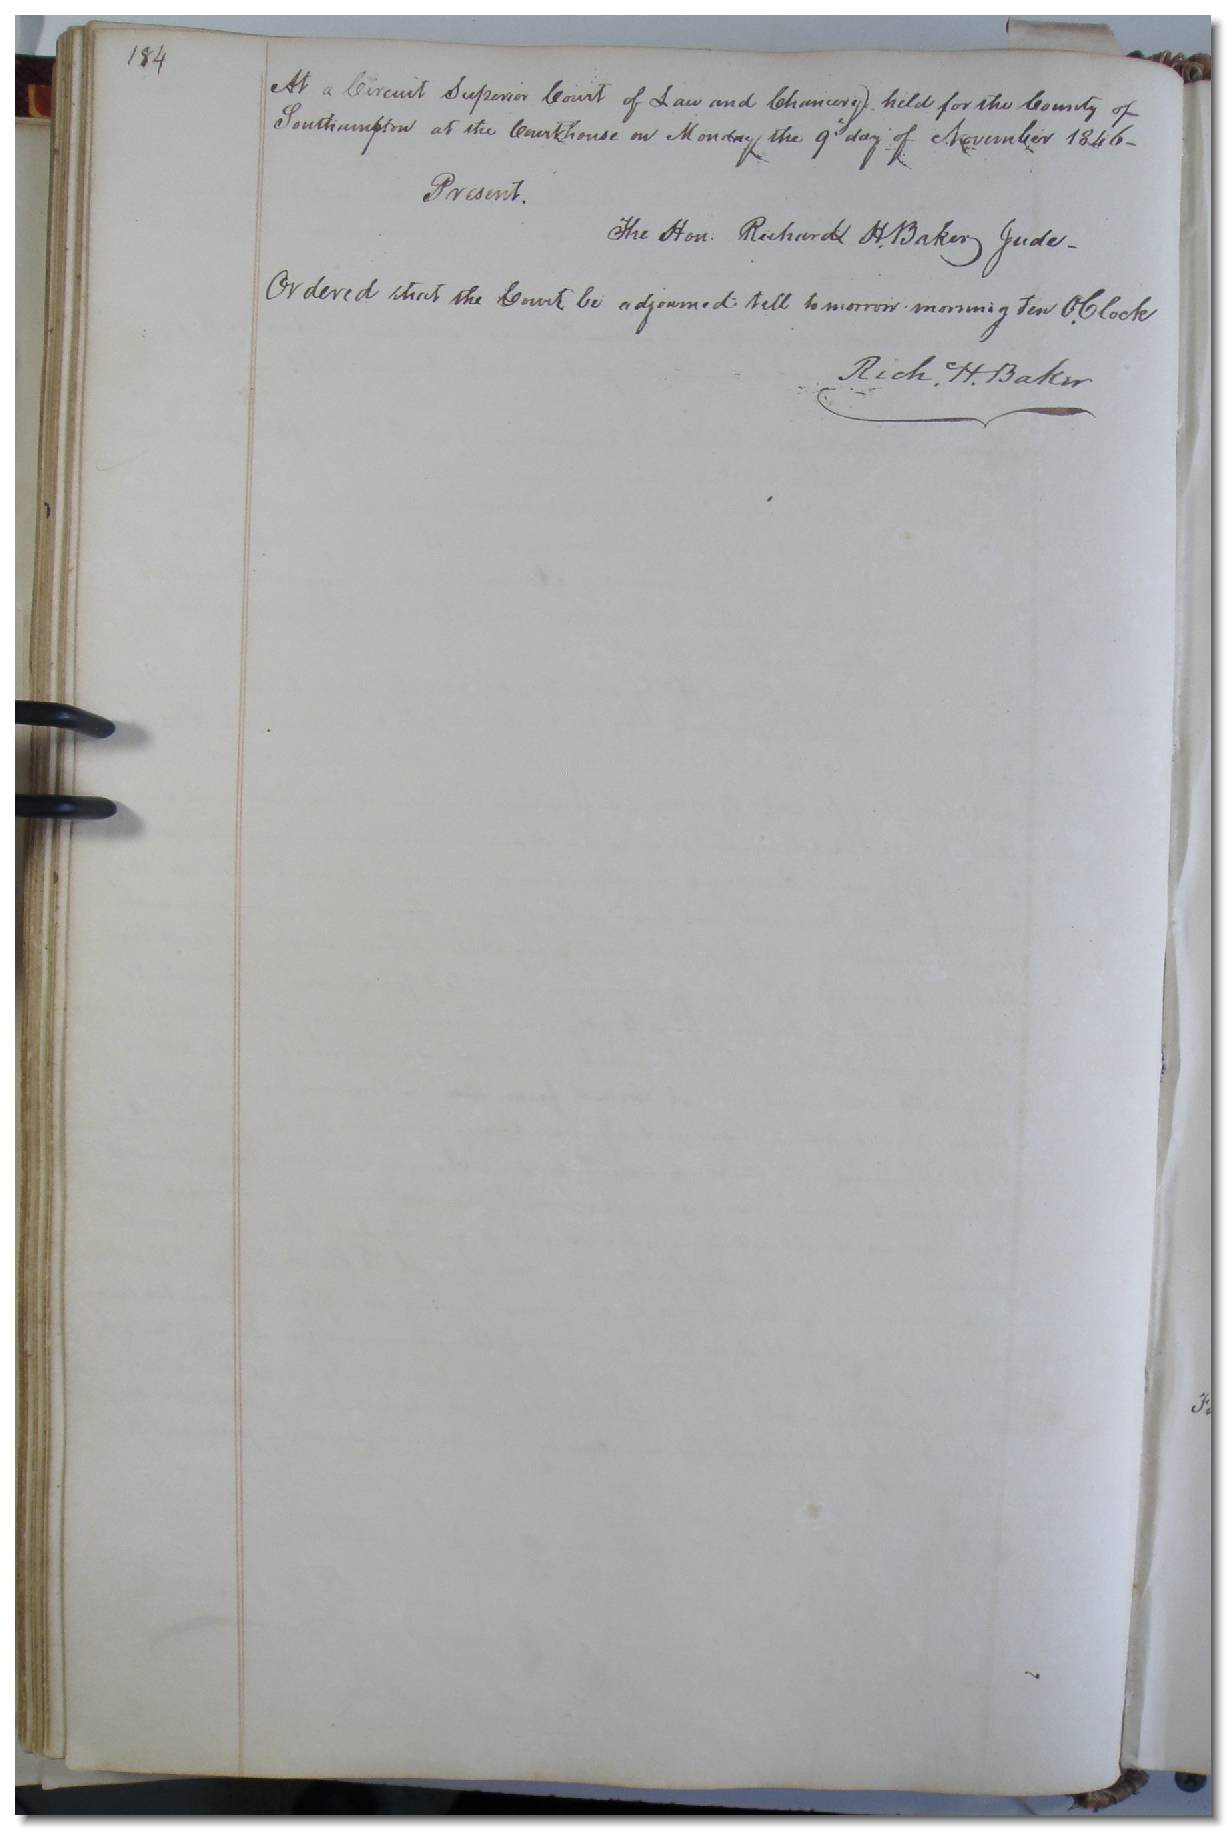 184
At a Circuit Superior Court of Law and Chancery held for the County of
Southampton at the Courthouse on Monday the 9th day of November 1846-
Present.
The Hon. Richard H. Baker Jude-
Ordered that the Court be adjourned till tomorrow morning Ten O,Clock
Rich. H. Baker